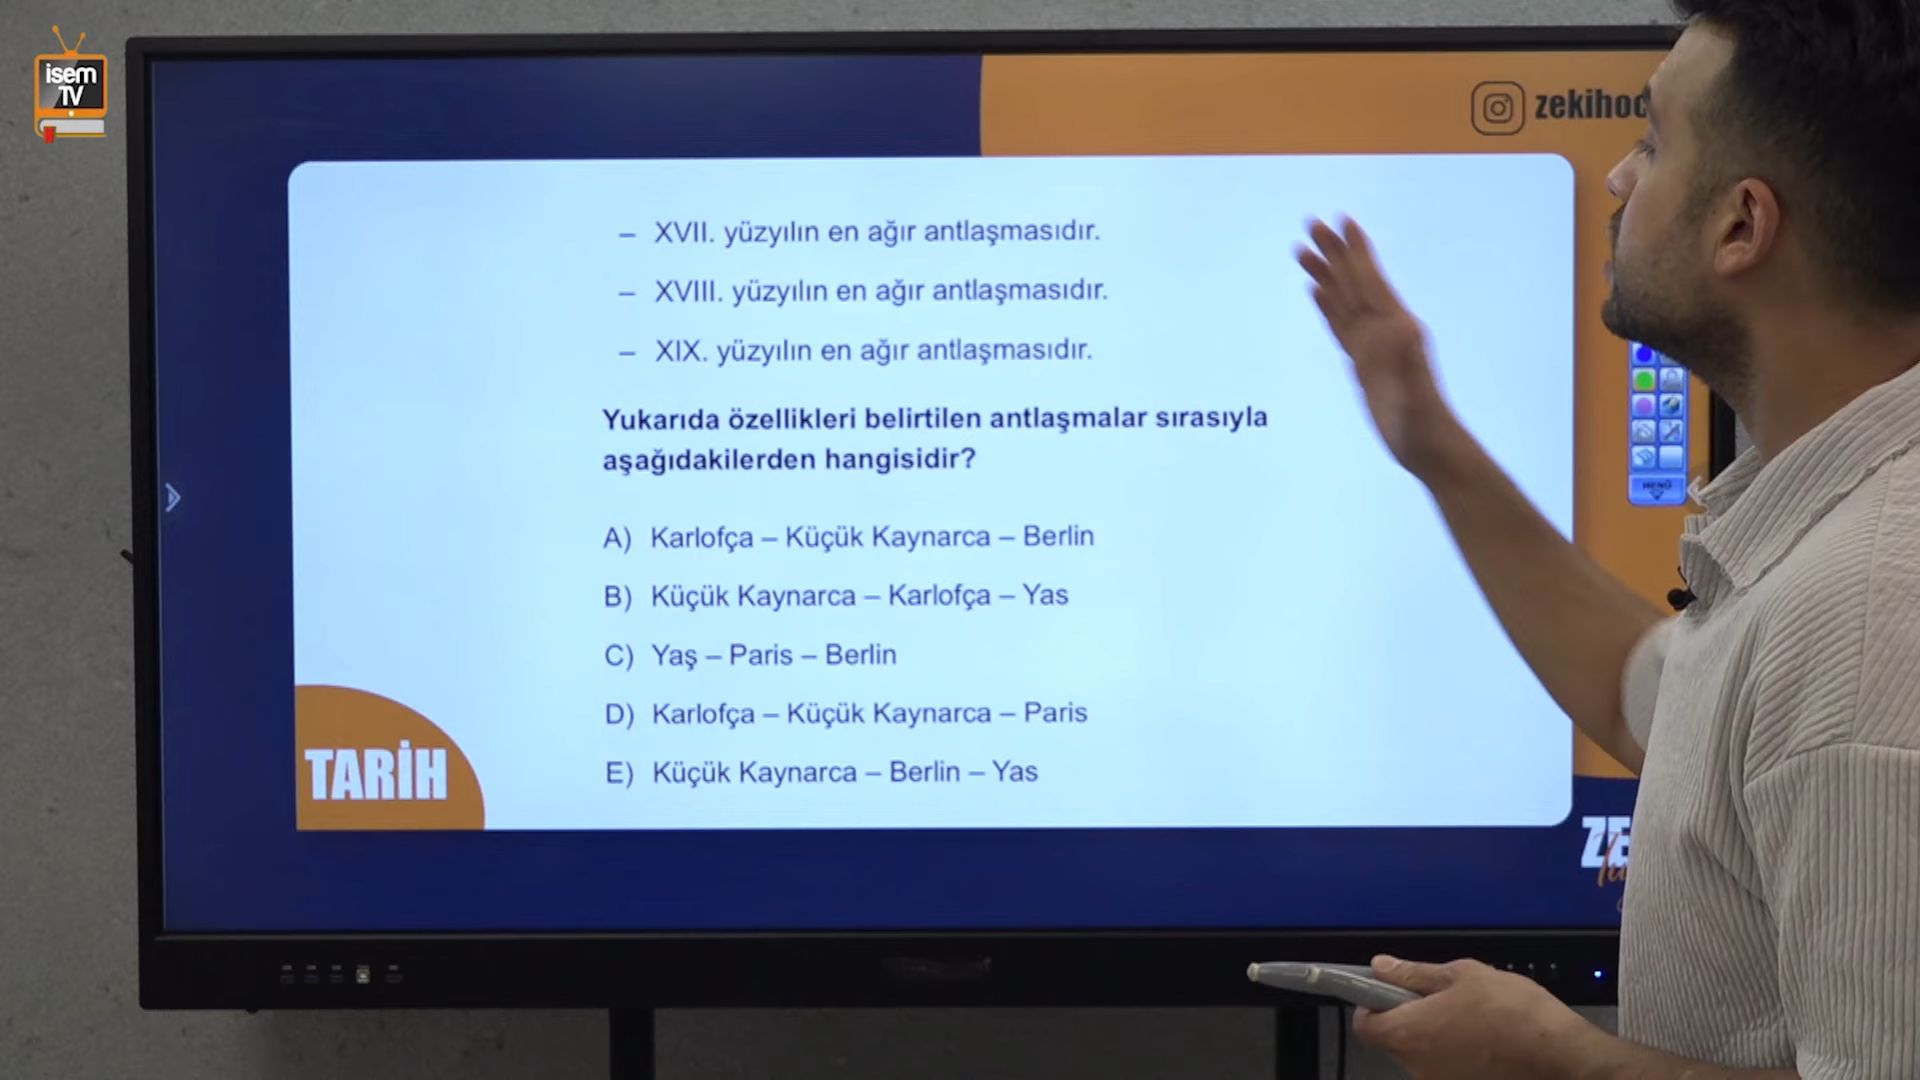 isem
TV
– XVII. yüzyılın en ağır antlaşmasıdır.
– XVIII. yüzyılın en ağır antlaşmasıdır.
– XIX. yüzyılın en ağır antlaşmasıdır.
Yukarıda özellikleri belirtilen antlaşmalar sırasıyla
aşağıdakilerden hangisidir?
A) Karlofça – Küçük Kaynarca – Berlin
B) Küçük Kaynarca – Karlofça – Yas
C) Yaş – Paris – Berlin
D) Karlofça – Küçük Kaynarca – Paris
E) Küçük Kaynarca – Berlin – Yas
TARİH
MENÜ